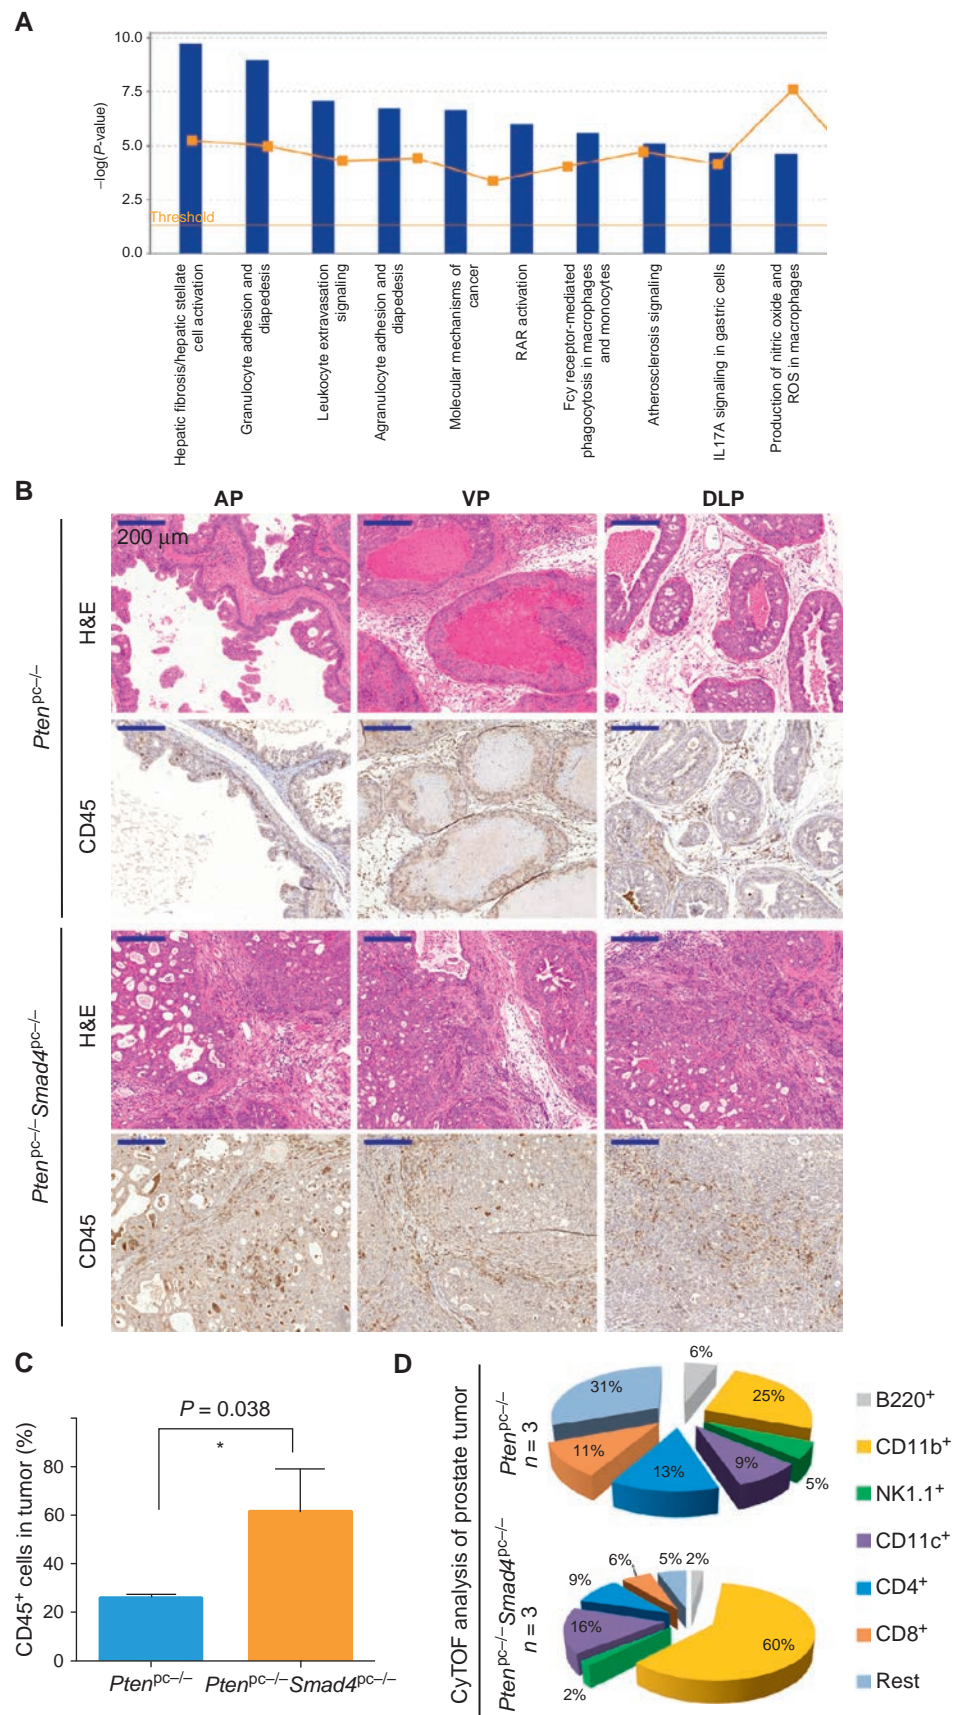 A
–log(P-value)
10.0
7.5
5.0
2.5
0.0
Threshold
Hepatic fibrosis/hepatic stellate
cell activation
Granulocyte adhesion and
diapedesis
Leukocyte extravasation
signaling
Agranulocyte adhesion and
diapedesis
Molecular mechanisms of
cancer
RAR activation
Fcy receptor-mediated
phagocytosis in macrophages
and monocytes
Atherosclerosis signaling
IL17A signaling in gastric cells
Production of nitric oxide and
ROS in macrophages
B
AP VP DLP
200 μm
Pten^pc–/–
H&E
CD45
Pten^pc–/–Smad4^pc–/–
H&E
CD45
C
CD45+ cells in tumor (%)
P = 0.038
*
80
60
40
20
0
Pten^pc–/– Pten^pc–/–Smad4^pc–/–
D
CyTOF analysis of prostate tumor
Pten^pc–/–
n = 3
6%
25%
5%
9%
13%
11%
31%
Pten^pc–/–Smad4^pc–/–
n = 3
2%
60%
2%
16%
9%
6%
5%
B220+
CD11b+
NK1.1+
CD11c+
CD4+
CD8+
Rest